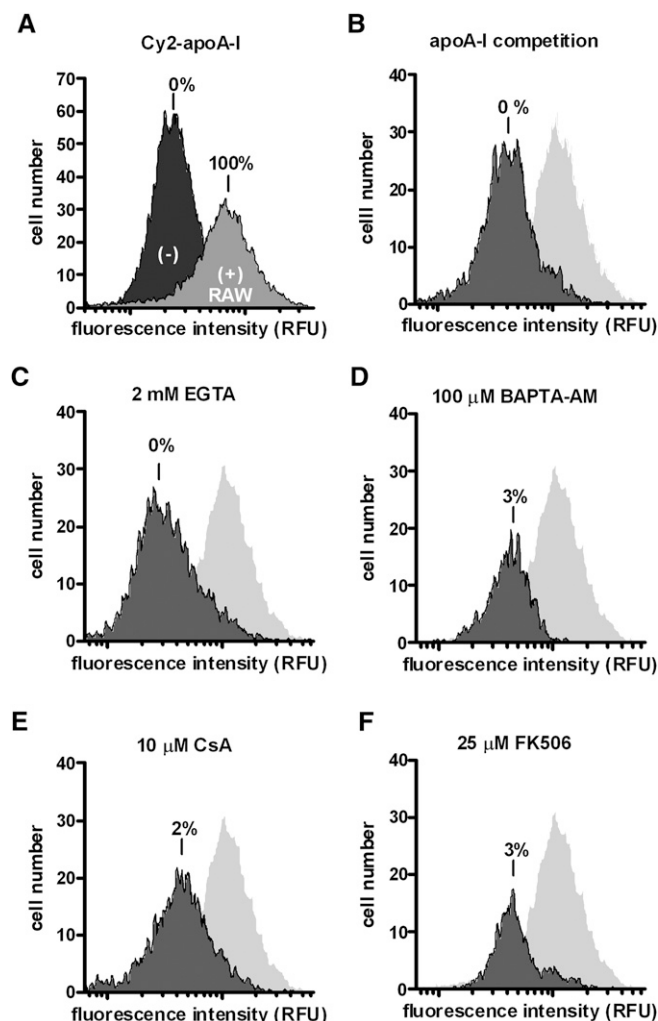 A
Cy2-apoA-I
cell number
70
60
50
40
30
20
10
0
0%
100%
(-)
(+)
RAW
fluorescence intensity (RFU)
B
apoA-I competition
celll number
40
30
20
10
0
0 %
fluorescence intensity (RFU)
C
2 mM EGTA
cell number
40
30
20
10
0
0%
fluorescence intensity (RFU)
D
100 μM BAPTA-AM
cell number
40
30
20
10
0
3%
fluorescence intensity (RFU)
E
10 μM CsA
cell number
40
30
20
10
0
2%
fluorescence intensity (RFU)
F
25 μM FK506
cell number
40
30
20
10
0
3%
fluorescence intensity (RFU)